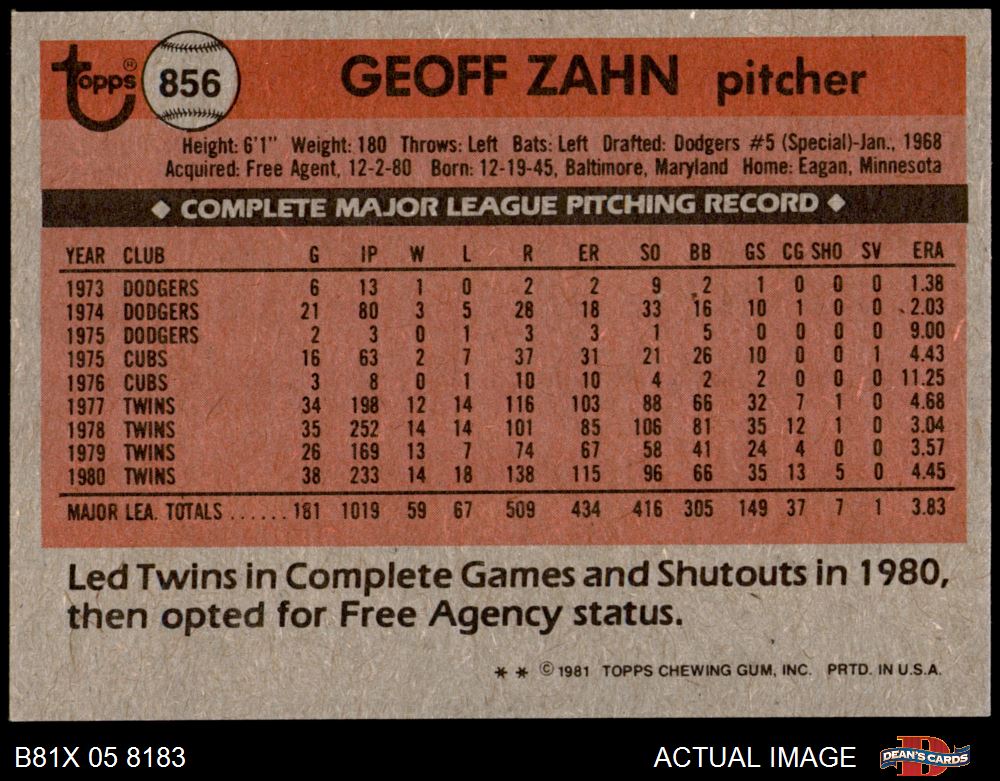 topps ® 856 GEOFF ZAHN pitcher
Height: 6'1" Weight: 180 Throws: Left Bats: Left Drafted: Dodgers #5 (Special)-Jan., 1968
Acquired: Free Agent, 12-2-80 Born: 12-19-45, Baltimore, Maryland Home: Eagan, Minnesota
◆ COMPLETE MAJOR LEAGUE PITCHING RECORD ◆
YEAR CLUB G IP W L R ER SO BB GS CG SHO SV ERA
1973 DODGERS 6 13 1 0 2 2 9 2 1 0 0 0 1.38
1974 DODGERS 21 80 3 5 28 18 33 16 10 1 0 0 2.03
1975 DODGERS 2 3 0 1 3 3 1 5 0 0 0 0 9.00
1975 CUBS 16 63 2 7 37 31 21 26 10 0 0 1 4.43
1976 CUBS 3 8 0 1 10 10 4 2 2 0 0 0 11.25
1977 TWINS 34 198 12 14 116 103 88 66 32 7 1 0 4.68
1978 TWINS 35 252 14 14 101 85 106 81 35 12 1 0 3.04
1979 TWINS 26 169 13 7 74 67 58 41 24 4 0 0 3.57
1980 TWINS 38 233 14 18 138 115 96 66 35 13 5 0 4.45
MAJOR LEA. TOTALS ...... 181 1019 59 67 509 434 416 305 149 37 7 1 3.83
Led Twins in Complete Games and Shutouts in 1980,
then opted for Free Agency status.
* * © 1981 TOPPS CHEWING GUM, INC. PRTD. IN U.S.A.
B81X 05 8183 ACTUAL IMAGE DEAN'S CARDS